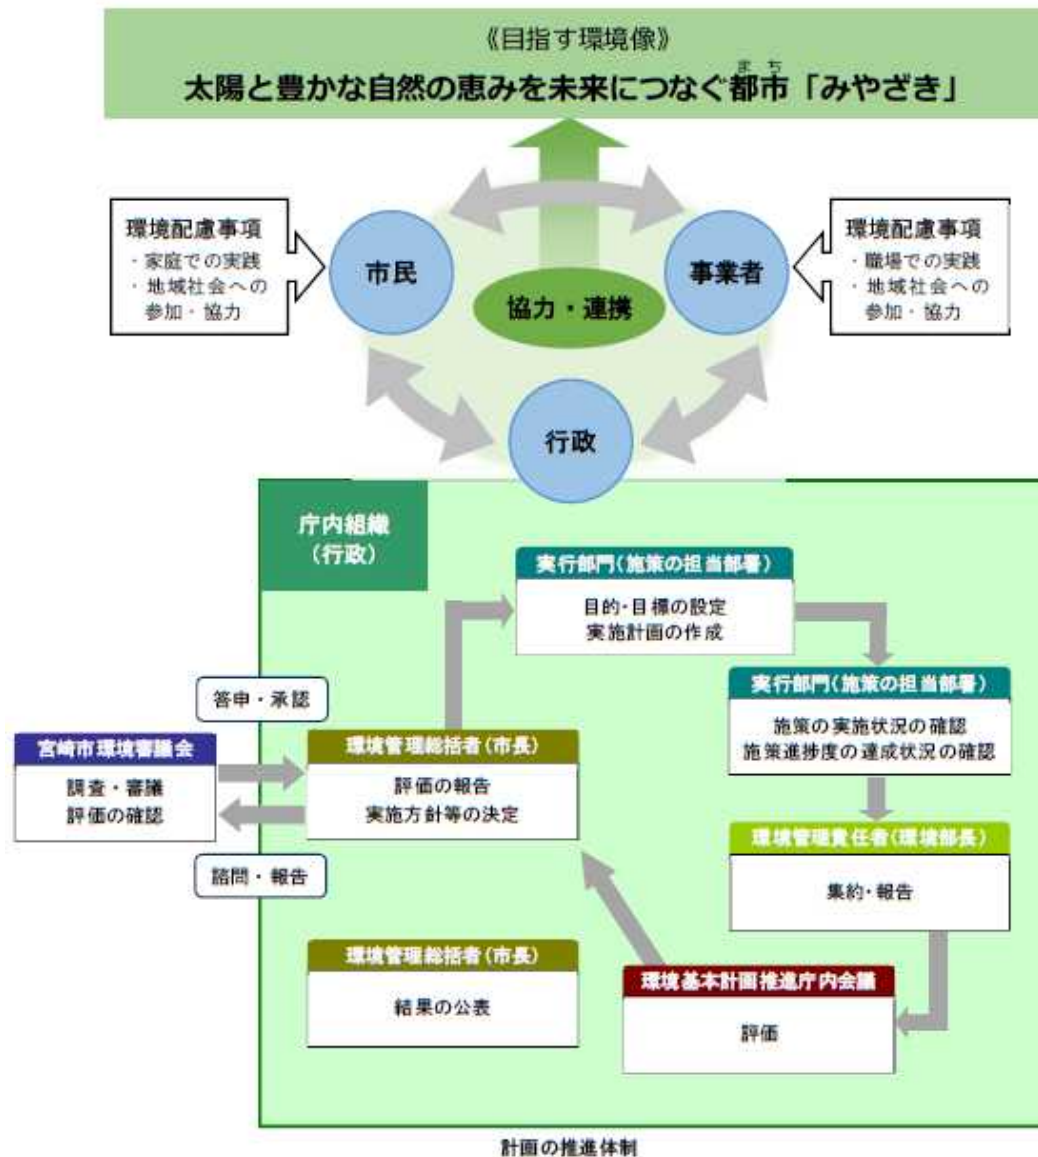 《目指す環境像》
太陽と豊かな自然の恵みを未来につなぐ都市「みやざき」
まち
環境配慮事項
・家庭での実践
・地域社会への
参加・協力
市民
事業者
環境配慮事項
・職場での実践
・地域社会への
参加・協力
協力・連携
行政
庁内組織
(行政)
実行部門(施策の担当部署)
目的・目標の設定
実施計画の作成
実行部門(施策の担当部署)
施策の実施状況の確認
施策進捗度の達成状況の確認
答申・承認
宮崎市環境審議会
調査・審議
評価の確認
環境管理総括者(市長)
評価の報告
実施方針等の決定
諮問・報告
環境管理責任者(環境部長)
集約・報告
環境管理総括者(市長)
結果の公表
環境基本計画推進庁内会議
評価
計画の推進体制